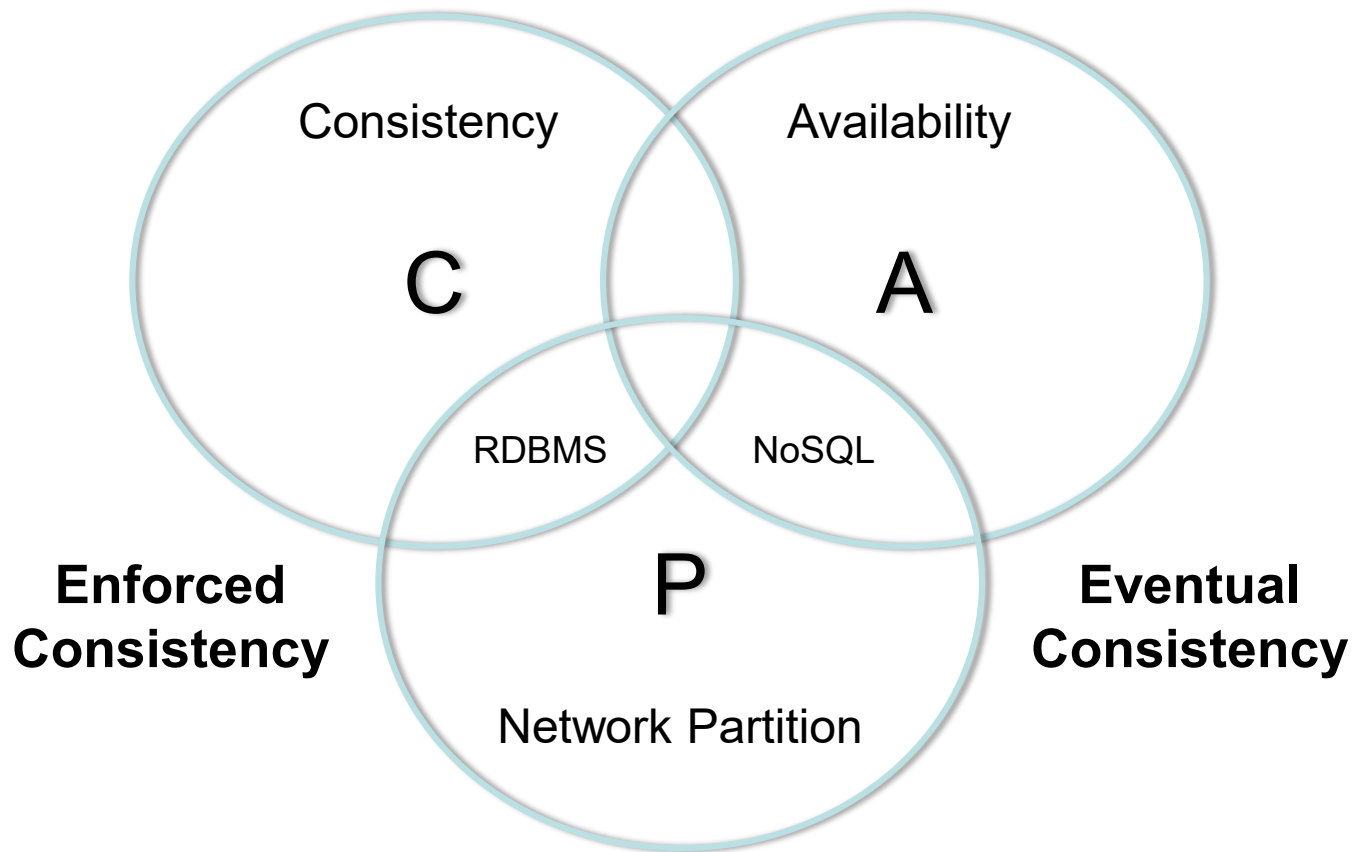 Consistency
Availability
C
A
RDBMS
NoSQL
P
Enforced
Consistency
Eventual
Consistency
Network Partition